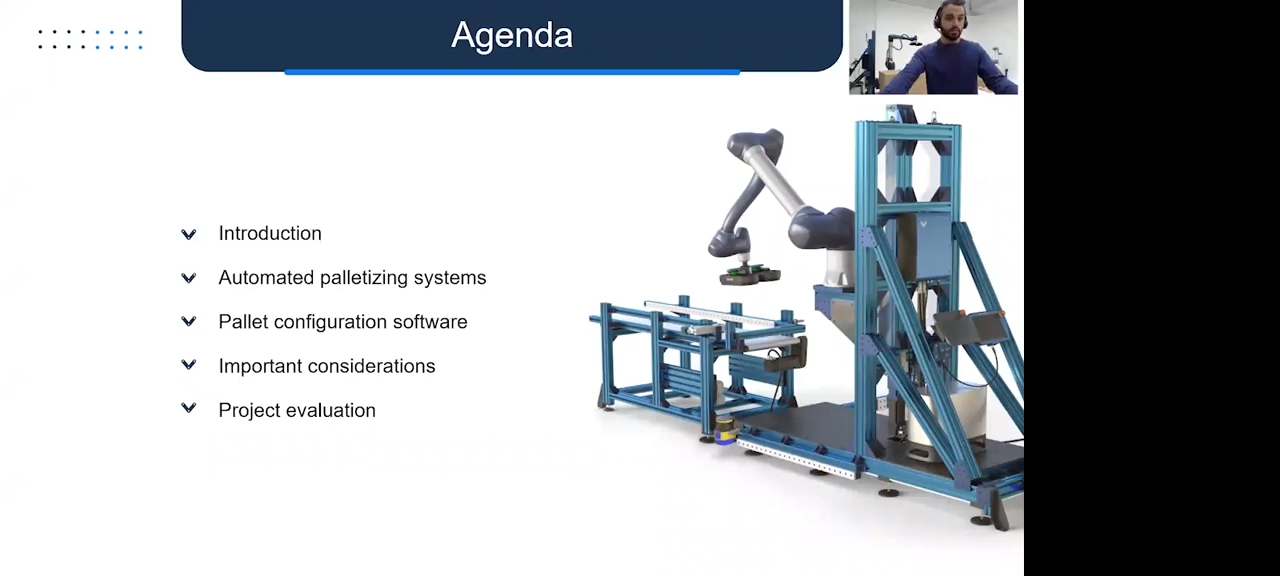 Agenda
Introduction
Automated palletizing systems
Pallet configuration software
Important considerations
Project evaluation